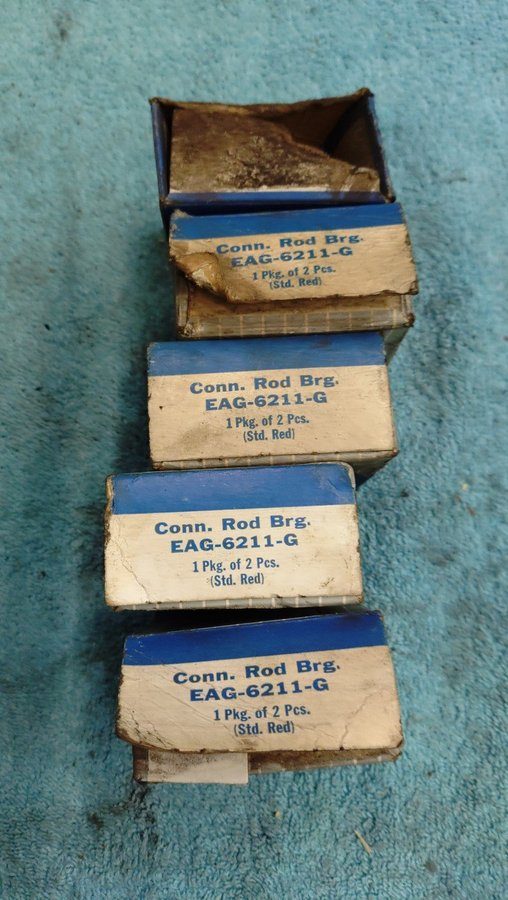 Conn. Rod Brg.
EAG-6211-G
1 Pkg. of 2 Pcs.
(Std. Red)
Conn. Rod Brg.
EAG-6211-G
1 Pkg. of 2 Pcs.
(Std. Red)
Conn. Rod Brg.
EAG-6211-G
1 Pkg. of 2 Pcs.
(Std. Red)
Conn. Rod Brg.
EAG-6211-G
1 Pkg. of 2 Pcs.
(Std. Red)